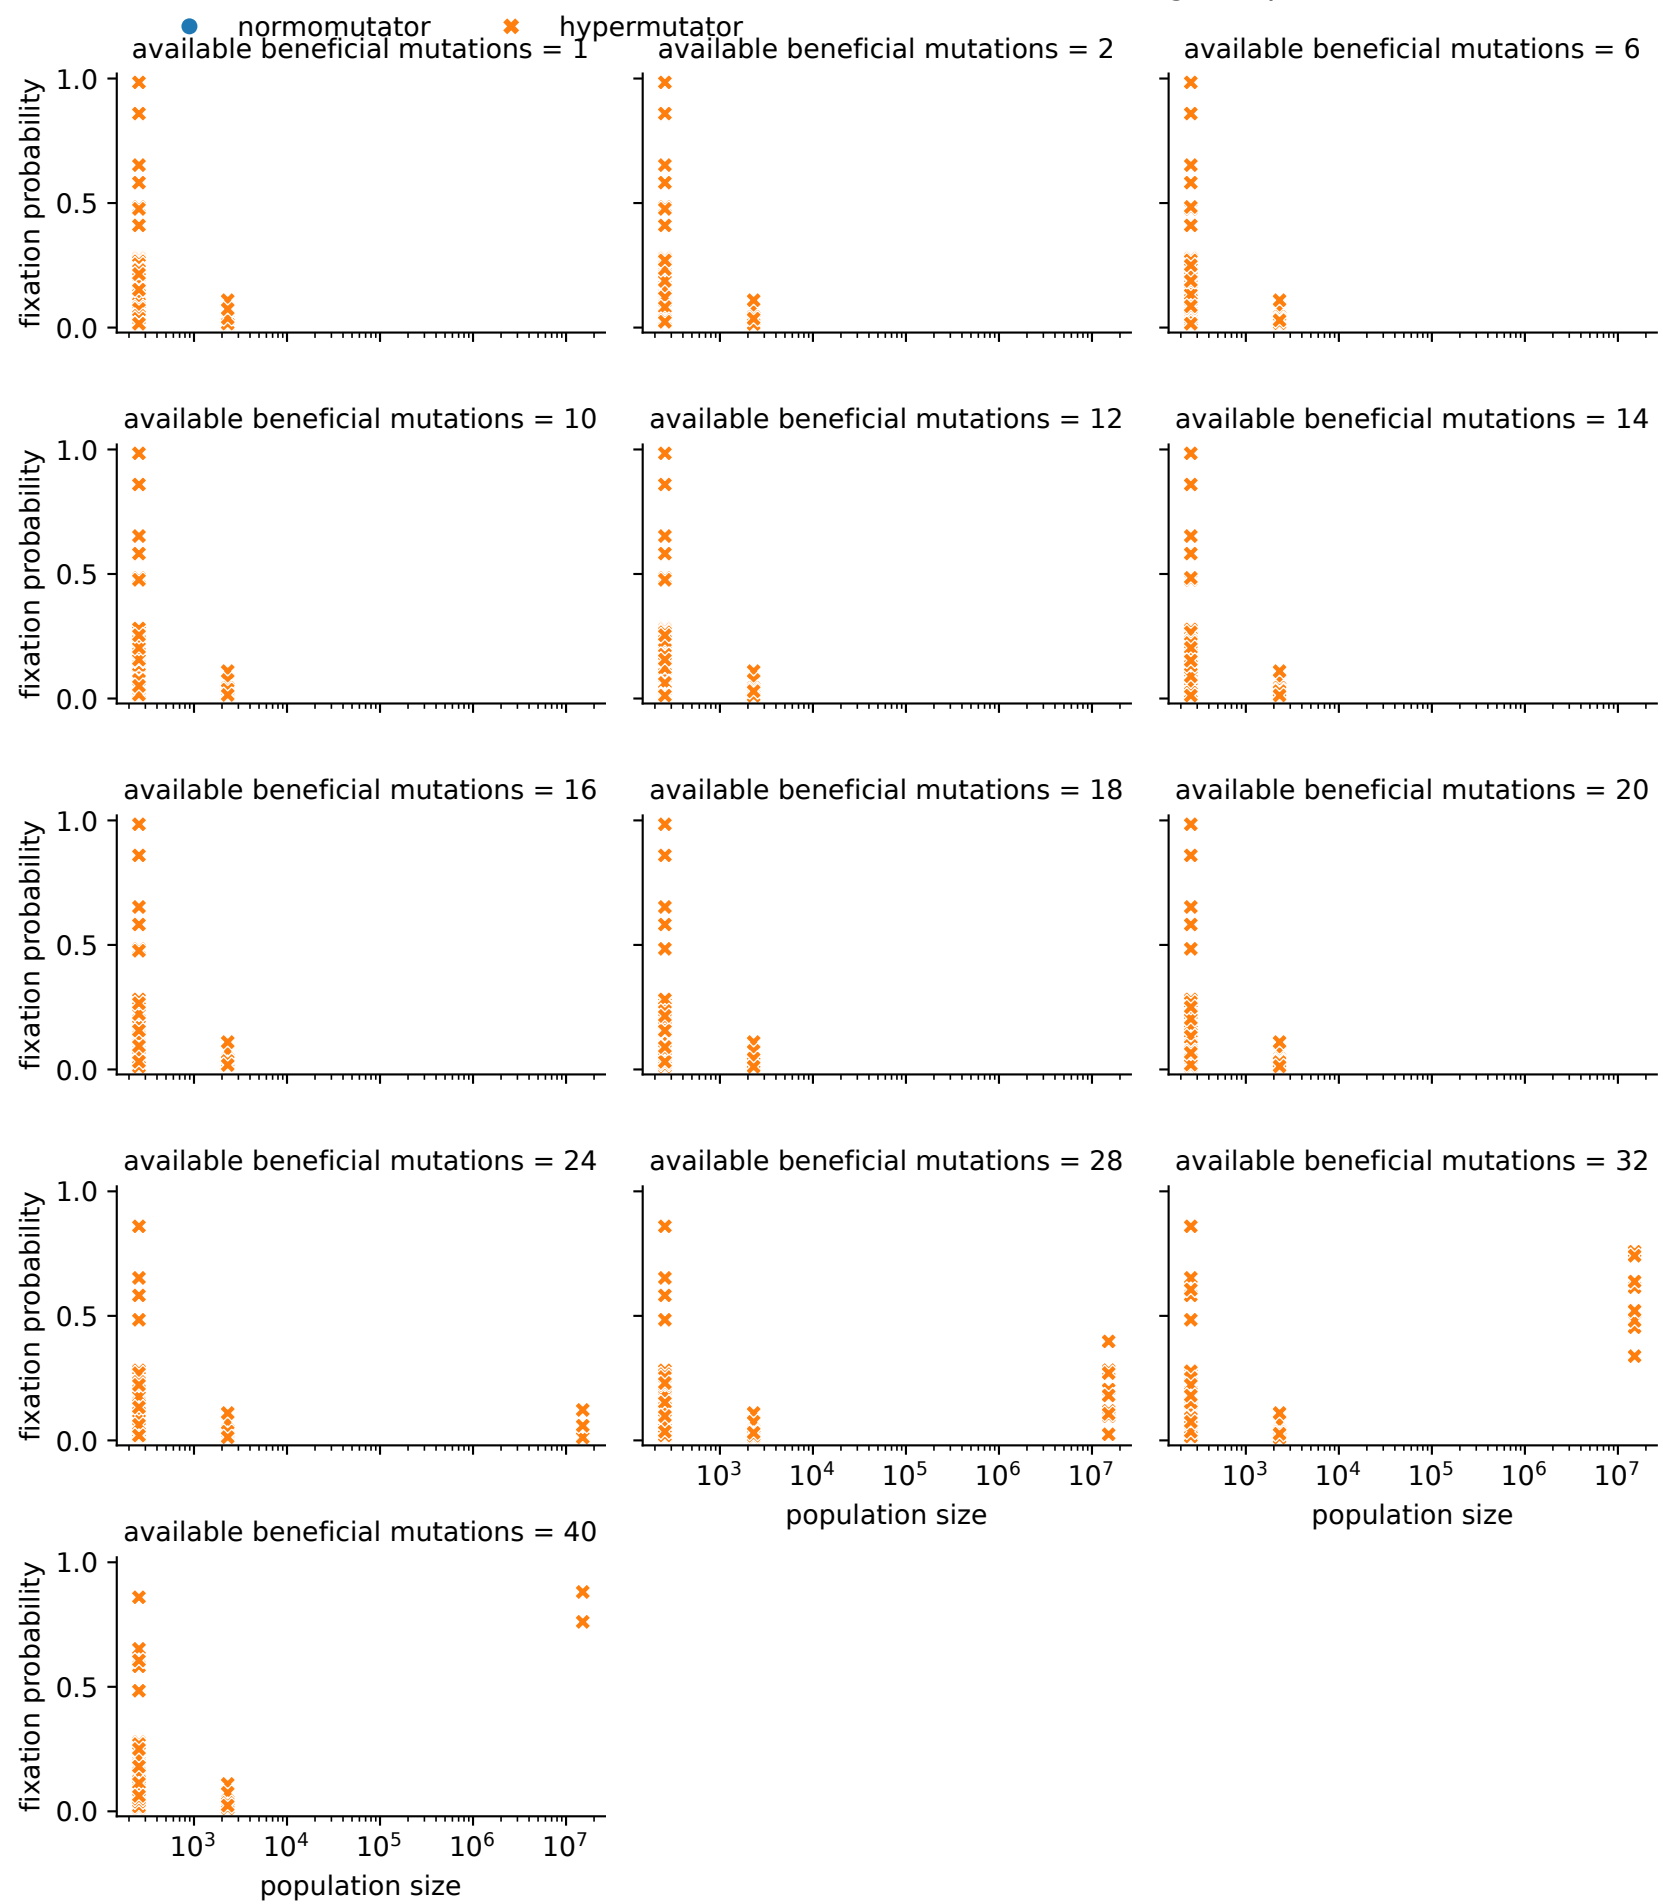 normomutator hypermutator
available beneficial mutations = 1 available beneficial mutations = 2 available beneficial mutations = 6
fixation probability
1.0
0.5
0.0
available beneficial mutations = 10 available beneficial mutations = 12 available beneficial mutations = 14
fixation probability
1.0
0.5
0.0
available beneficial mutations = 16 available beneficial mutations = 18 available beneficial mutations = 20
fixation probability
1.0
0.5
0.0
available beneficial mutations = 24 available beneficial mutations = 28 available beneficial mutations = 32
fixation probability
1.0
0.5
0.0
10³ 10⁴ 10⁵ 10⁶ 10⁷ 10³ 10⁴ 10⁵ 10⁶ 10⁷
population size population size
available beneficial mutations = 40
fixation probability
1.0
0.5
0.0
10³ 10⁴ 10⁵ 10⁶ 10⁷
population size